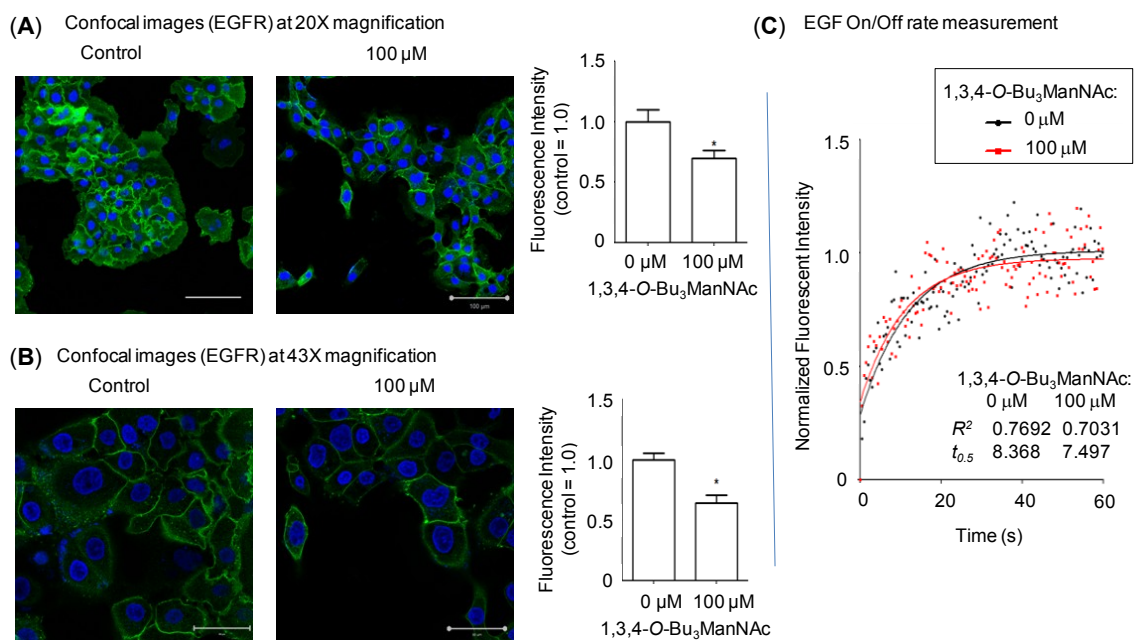 (A) Confocal images (EGFR) at 20X magnification
Control
100 µM
100 µm
Fluorescence Intensity
(control = 1.0)
1.5
1.0
0.5
0
*
0 µM 100 µM
1,3,4-O-Bu₃ManNAc
(B) Confocal images (EGFR) at 43X magnification
Control
100 µM
Fluorescence Intensity
(control = 1.0)
1.5
1.0
0.5
0
*
0 µM 100 µM
1,3,4-O-Bu₃ManNAc
(C) EGF On/Off rate measurement
1,3,4-O-Bu₃ManNAc:
0 µM
100 µM
Normalized Fluorescent Intensity
1.5
1.0
0.5
0
1,3,4-O-Bu₃ManNAc:
0 µM 100 µM
R² 0.7692 0.7031
t0.5 8.368 7.497
0 20 40 60
Time (s)